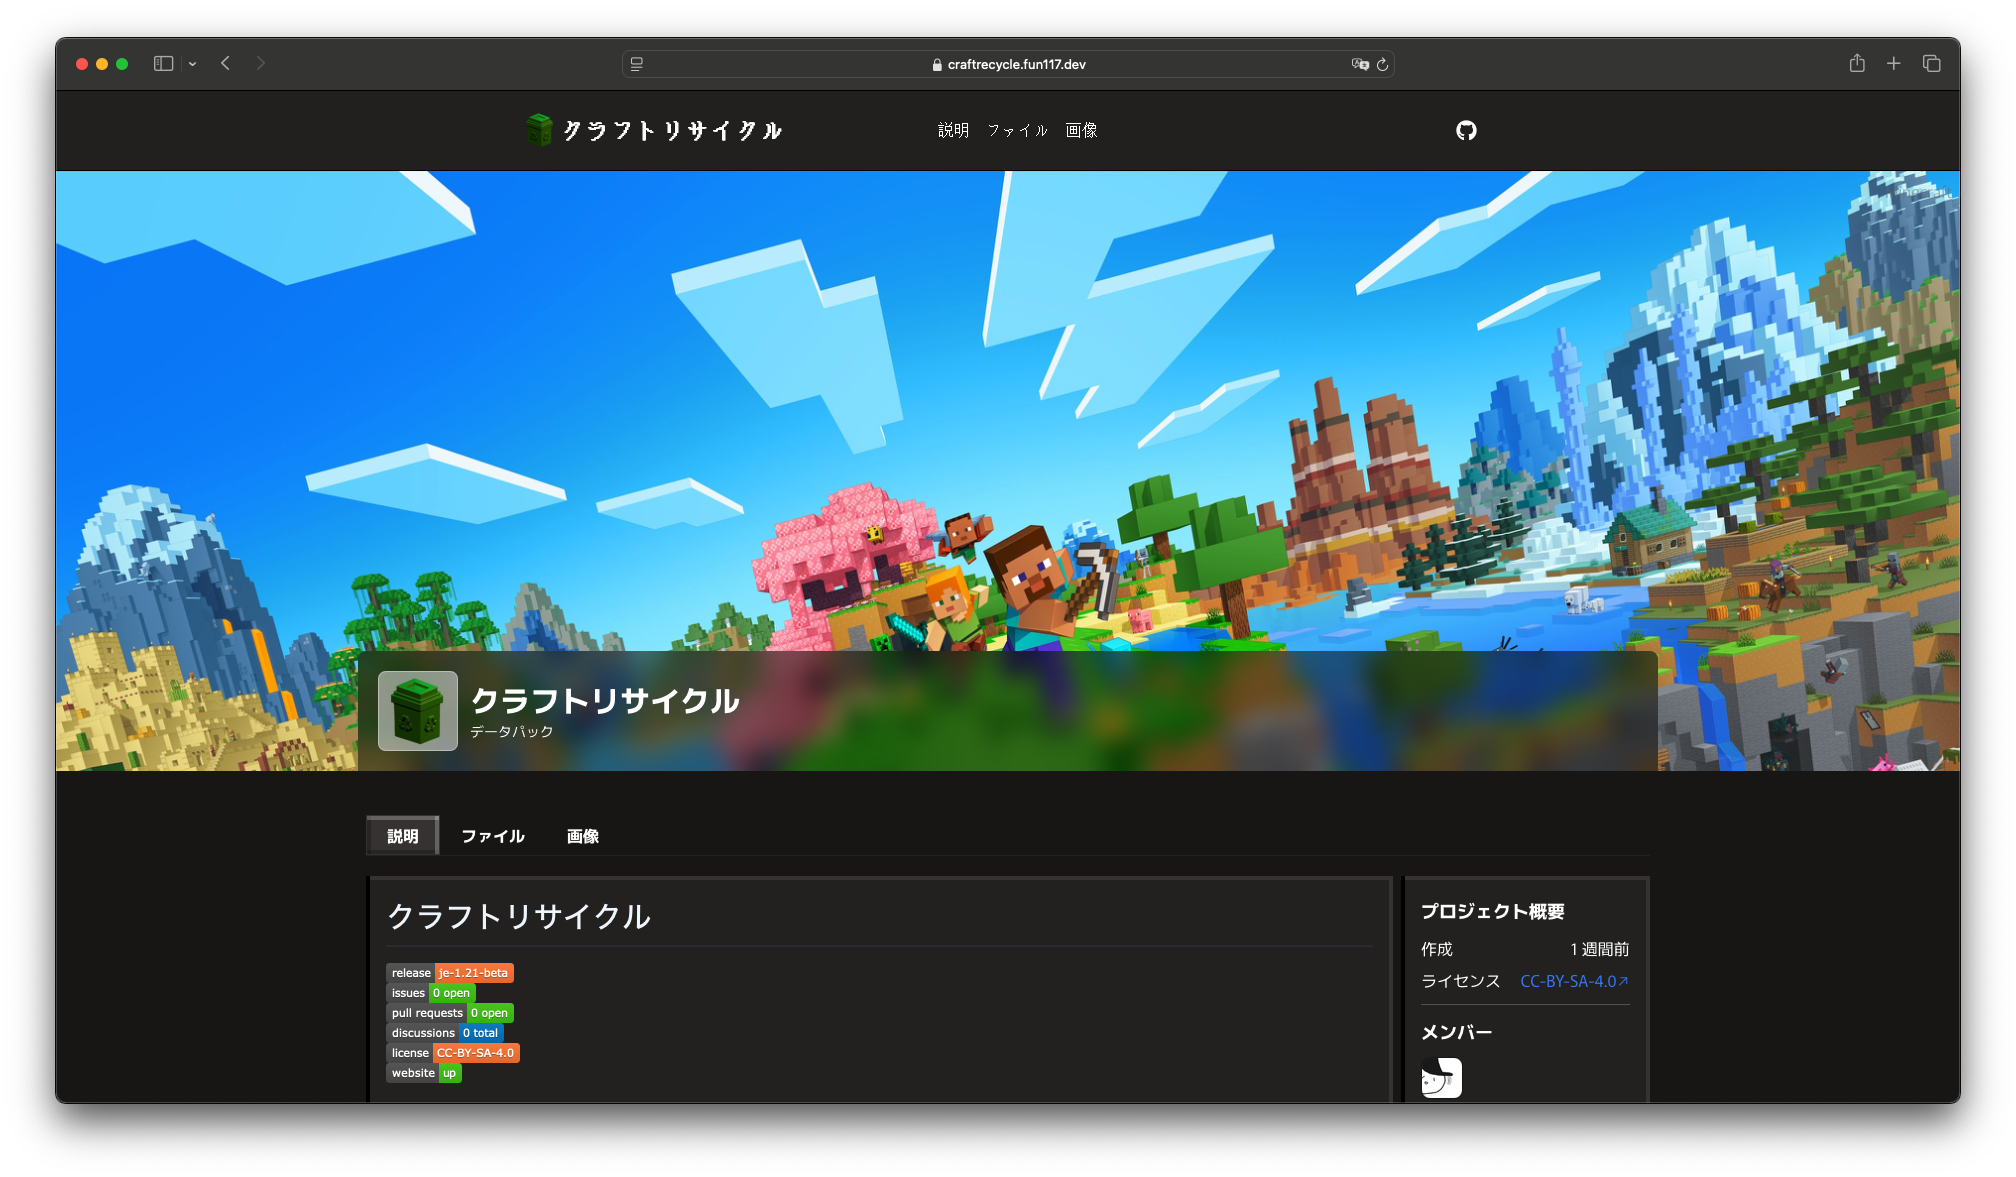 craftrecycle.fun117.dev
クラフトリサイクル
説明 ファイル 画像
クラフトリサイクル
データパック
説明 ファイル 画像
クラフトリサイクル
release je-1.21-beta
issues 0 open
pull requests 0 open
discussions 0 total
license CC-BY-SA-4.0
website up
プロジェクト概要
作成 1 週間前
ライセンス CC-BY-SA-4.0↗
メンバー